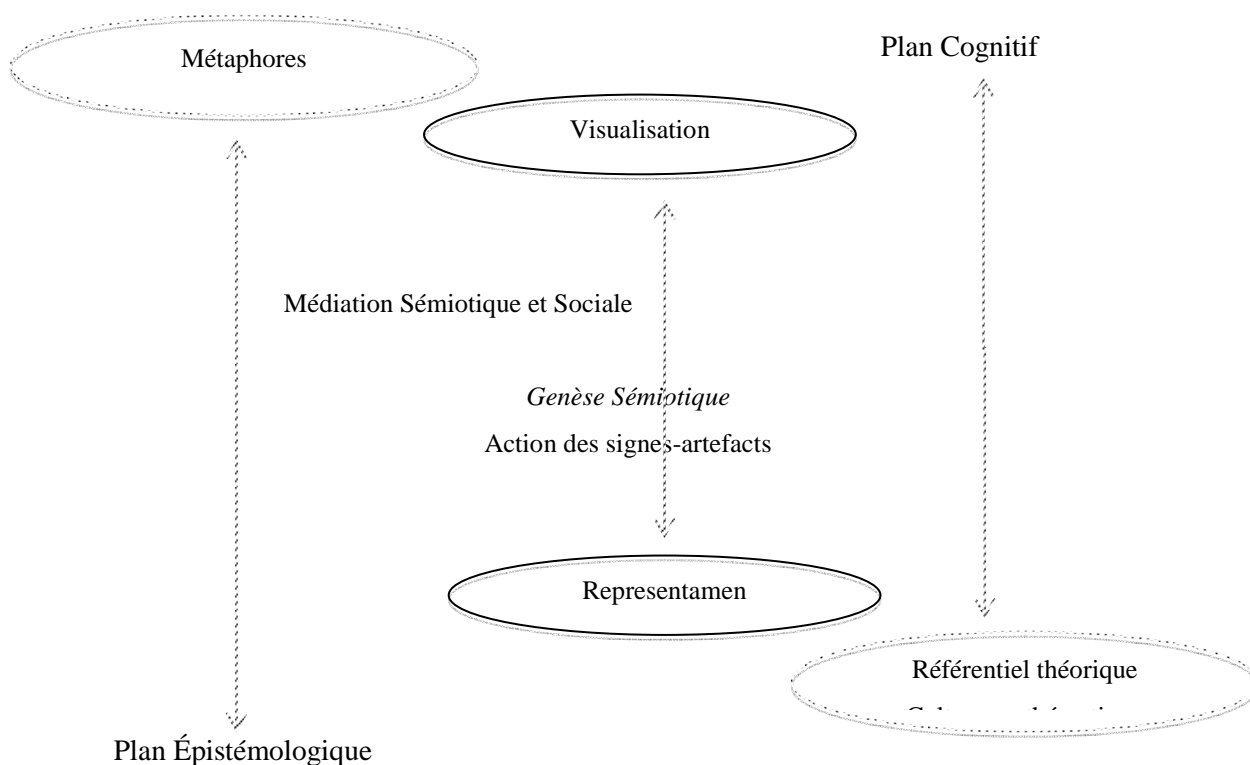 Plan Cognitif
Métaphores
Visualisation
Médiation Sémiotique et Sociale
Genèse Sémiotique
Action des signes-artefacts
Representamen
Référentiel théorique
Plan Épistémologique